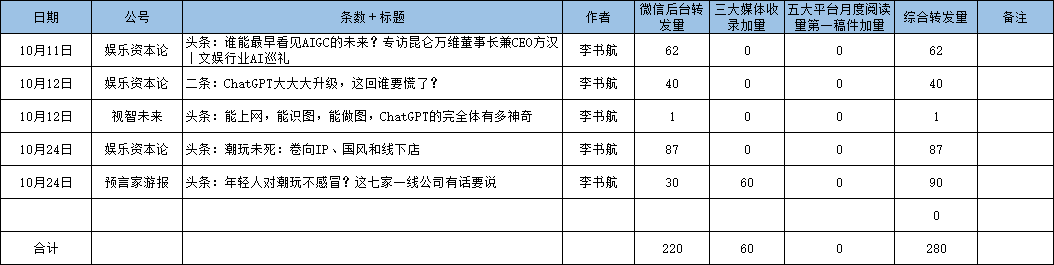 日期 公号 条数＋标题 作者 微信后台转发量 三大媒体收录加量 五大平台月度阅读量第一稿件加量 综合转发量 备注
10月11日 娱乐资本论 头条：谁能最早看见AIGC的未来？专访昆仑万维董事长兼CEO方汉
丨文娱行业AI巡礼 李书航 62 0 0 62
10月12日 娱乐资本论 二条：ChatGPT大大大升级，这回谁要慌了？ 李书航 40 0 0 40
10月12日 视智未来 头条：能上网，能识图，能做图，ChatGPT的完全体有多神奇 李书航 1 0 0 1
10月24日 娱乐资本论 头条：潮玩未死：卷向IP、国风和线下店 李书航 87 0 0 87
10月24日 预言家游报 头条：年轻人对潮玩不感冒？这七家一线公司有话要说 李书航 30 60 0 90
0
合计 220 60 0 280